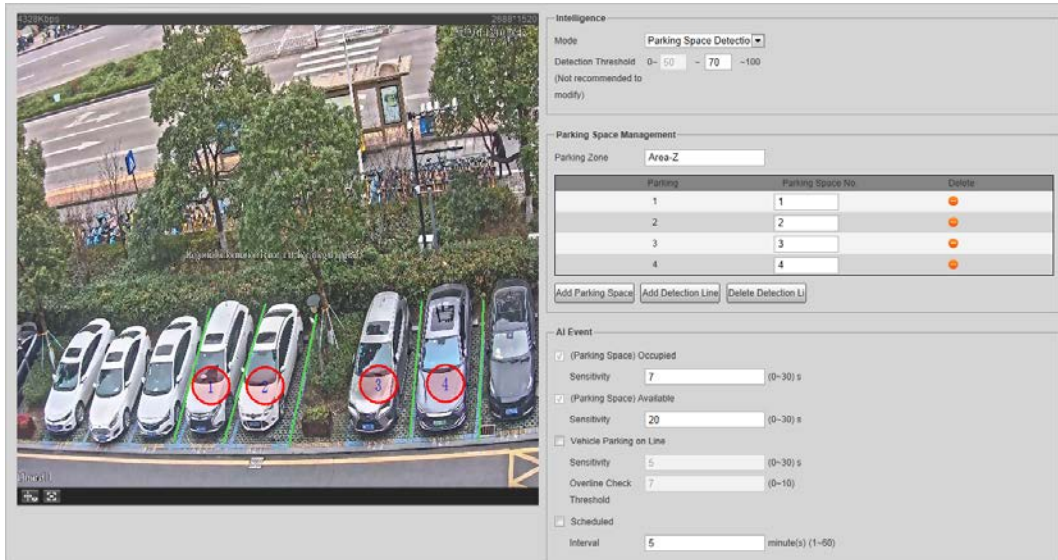 4328Kbps
2688*1520
1
2
3
4
Intelligence
Mode
Parking Space Detectio
Detection Threshold
0~ 50 ~ 70 ~100
(Not recommended to
modify)
Parking Space Management
Parking Zone
Area-Z
Parking
Parking Space No.
Delete
1
1
2
2
3
3
4
4
Add Parking Space
Add Detection Line
Delete Detection Li
AI Event
(Parking Space) Occupied
Sensitivity
7
(0~30) s
(Parking Space) Available
Sensitivity
20
(0~30) s
Vehicle Parking on Line
Sensitivity
5
(0~30) s
Overline Check
7
(0~10)
Threshold
Scheduled
Interval
5
minute(s) (1~60)